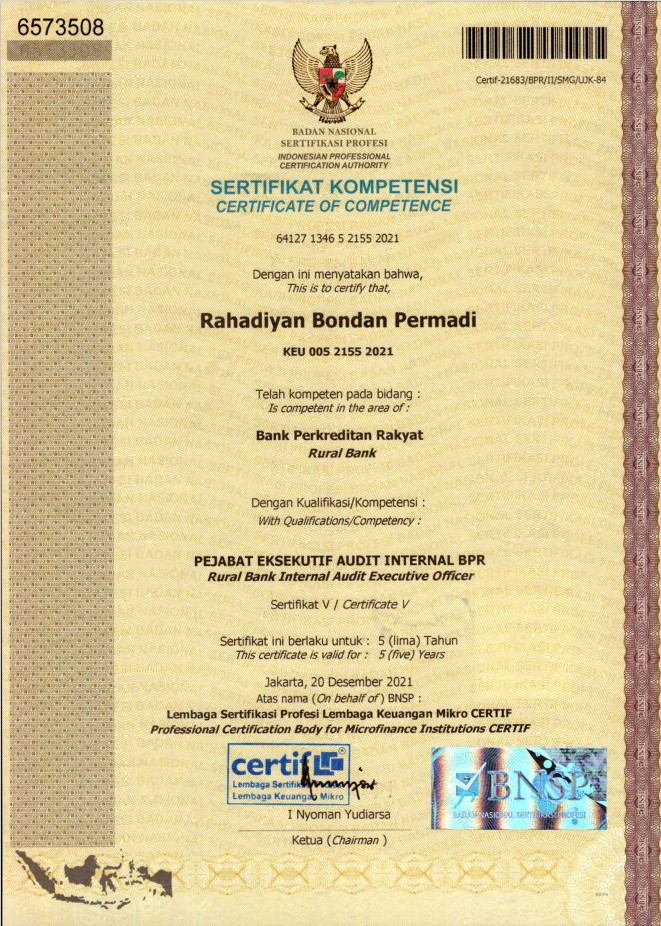 6573508
6573508
Certif-21683/BPR/II/SMG/UJK-84
BADAN NASIONAL
SERTIFIKASI PROFESI
INDONESIAN PROFESSIONAL
CERTIFICATION AUTHORITY
SERTIFIKAT KOMPETENSI
CERTIFICATE OF COMPETENCE
64127 1346 5 2155 2021
Dengan ini menyatakan bahwa,
This is to certify that,
Rahadiyan Bondan Permadi
KEU 005 2155 2021
Telah kompeten pada bidang :
Is competent in the area of :
Bank Perkreditan Rakyat
Rural Bank
Dengan Kualifikasi/Kompetensi :
With Qualifications/Competency :
PEJABAT EKSEKUTIF AUDIT INTERNAL BPR
Rural Bank Internal Audit Executive Officer
Sertifikat V / Certificate V
Sertifikat ini berlaku untuk : 5 (lima) Tahun
This certificate is valid for : 5 (five) Years
Jakarta, 20 Desember 2021
Atas nama (On behalf of) BNSP :
Lembaga Sertifikasi Profesi Lembaga Keuangan Mikro CERTIF
Professional Certification Body for Microfinance Institutions CERTIF
certif
Lembaga Sertifikasi
Lembaga Keuangan Mikro
I Nyoman Yudiarsa
Ketua (Chairman )
BNSP
BADAN NASIONAL SERTIFIKASI PROFESI